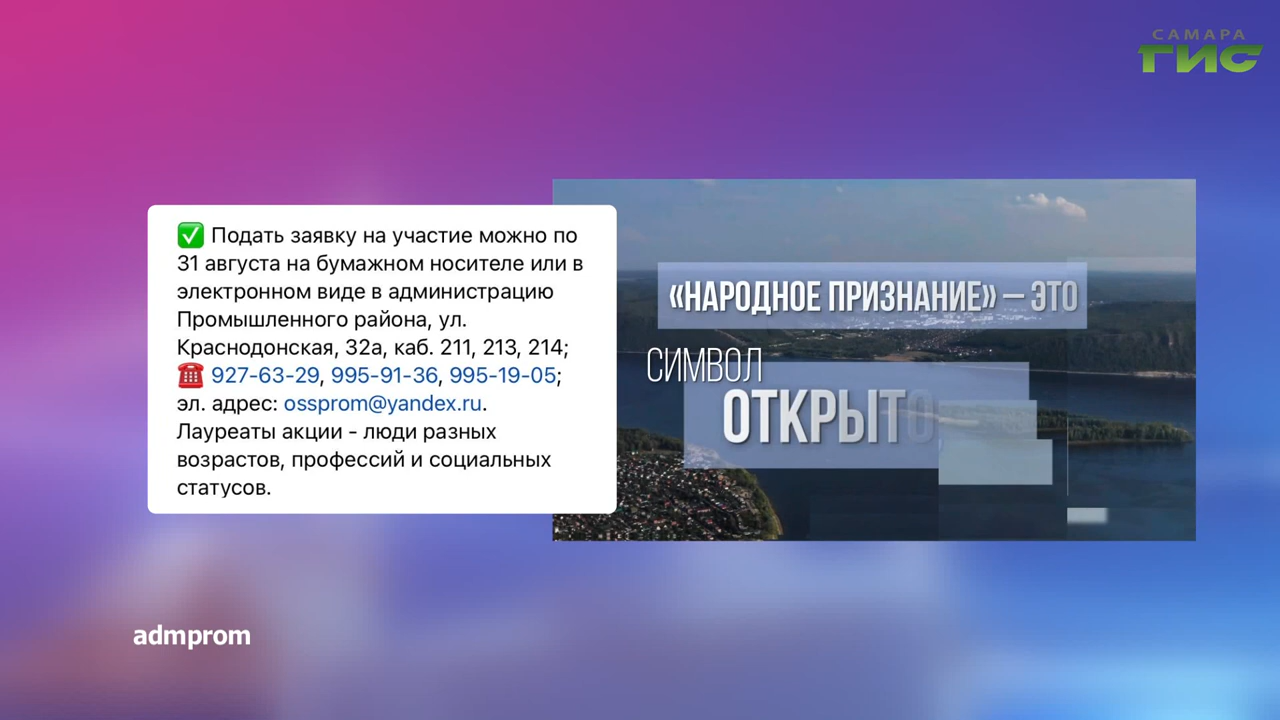 САМАРА
ГИС
✅ Подать заявку на участие можно по
31 августа на бумажном носителе или в
электронном виде в администрацию
Промышленного района, ул.
Краснодонская, 32а, каб. 211, 213, 214;
☎️ 927-63-29, 995-91-36, 995-19-05;
эл. адрес: ossprom@yandex.ru.
Лауреаты акции - люди разных
возрастов, профессий и социальных
статусов.
«НАРОДНОЕ ПРИЗНАНИЕ» – ЭТО
СИМВОЛ
ОТКРЫТО
admprom